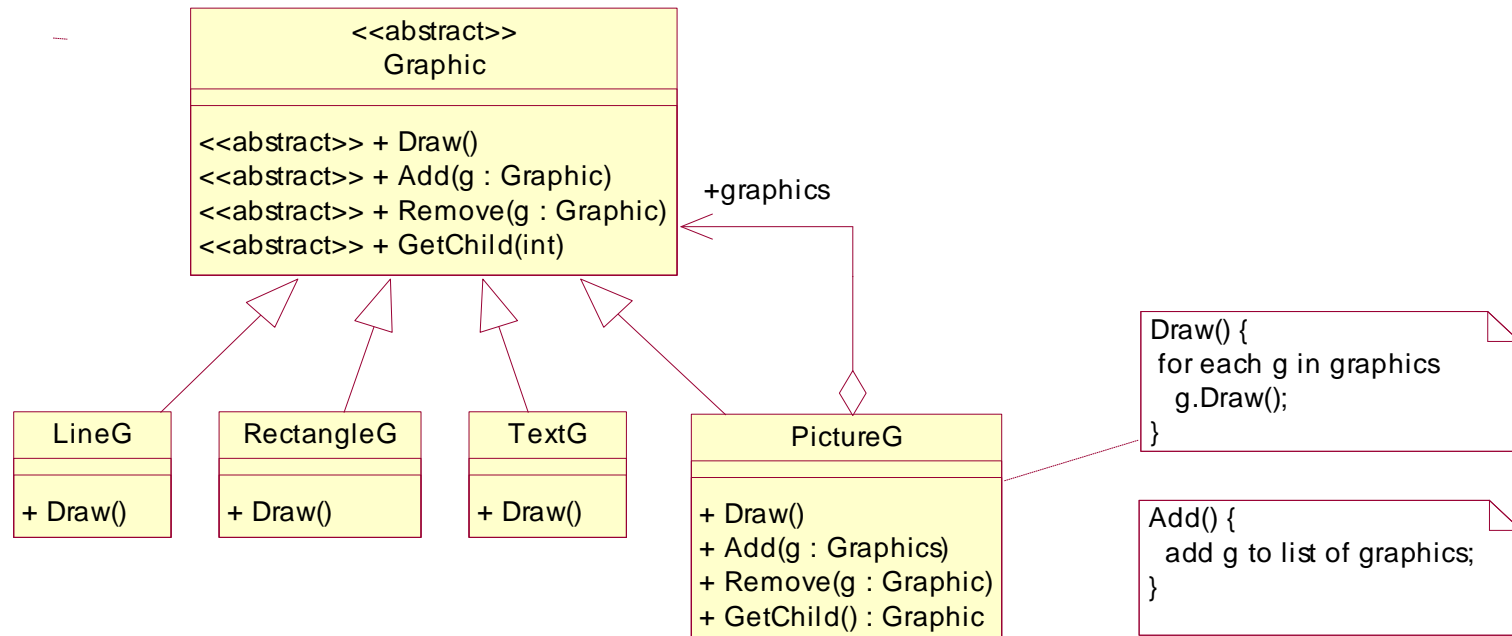 <<abstract>>
Graphic
<<abstract>> + Draw()
<<abstract>> + Add(g : Graphic)
<<abstract>> + Remove(g : Graphic)
<<abstract>> + GetChild(int)
+graphics
LineG
+ Draw()
RectangleG
+ Draw()
TextG
+ Draw()
PictureG
+ Draw()
+ Add(g : Graphics)
+ Remove(g : Graphic)
+ GetChild() : Graphic
Draw() {
for each g in graphics
g.Draw();
}
Add() {
add g to list of graphics;
}